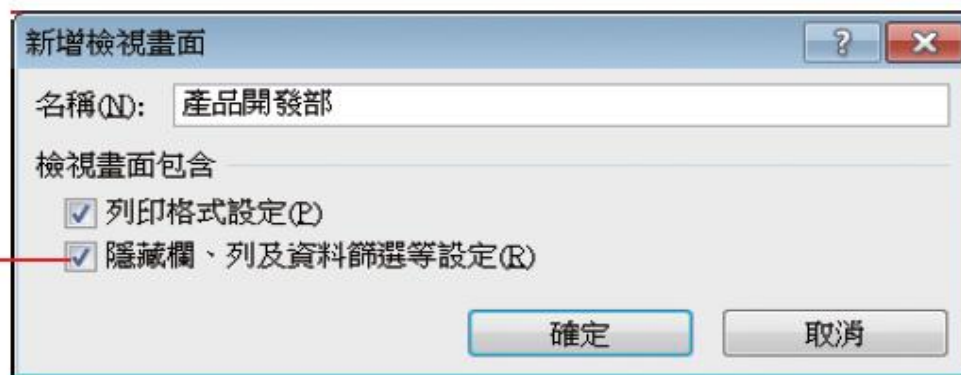 新增檢視畫面
名稱(N): 產品開發部
檢視畫面包含
列印格式設定(P)
隱藏欄、列及資料篩選等設定(R)
確定 取消